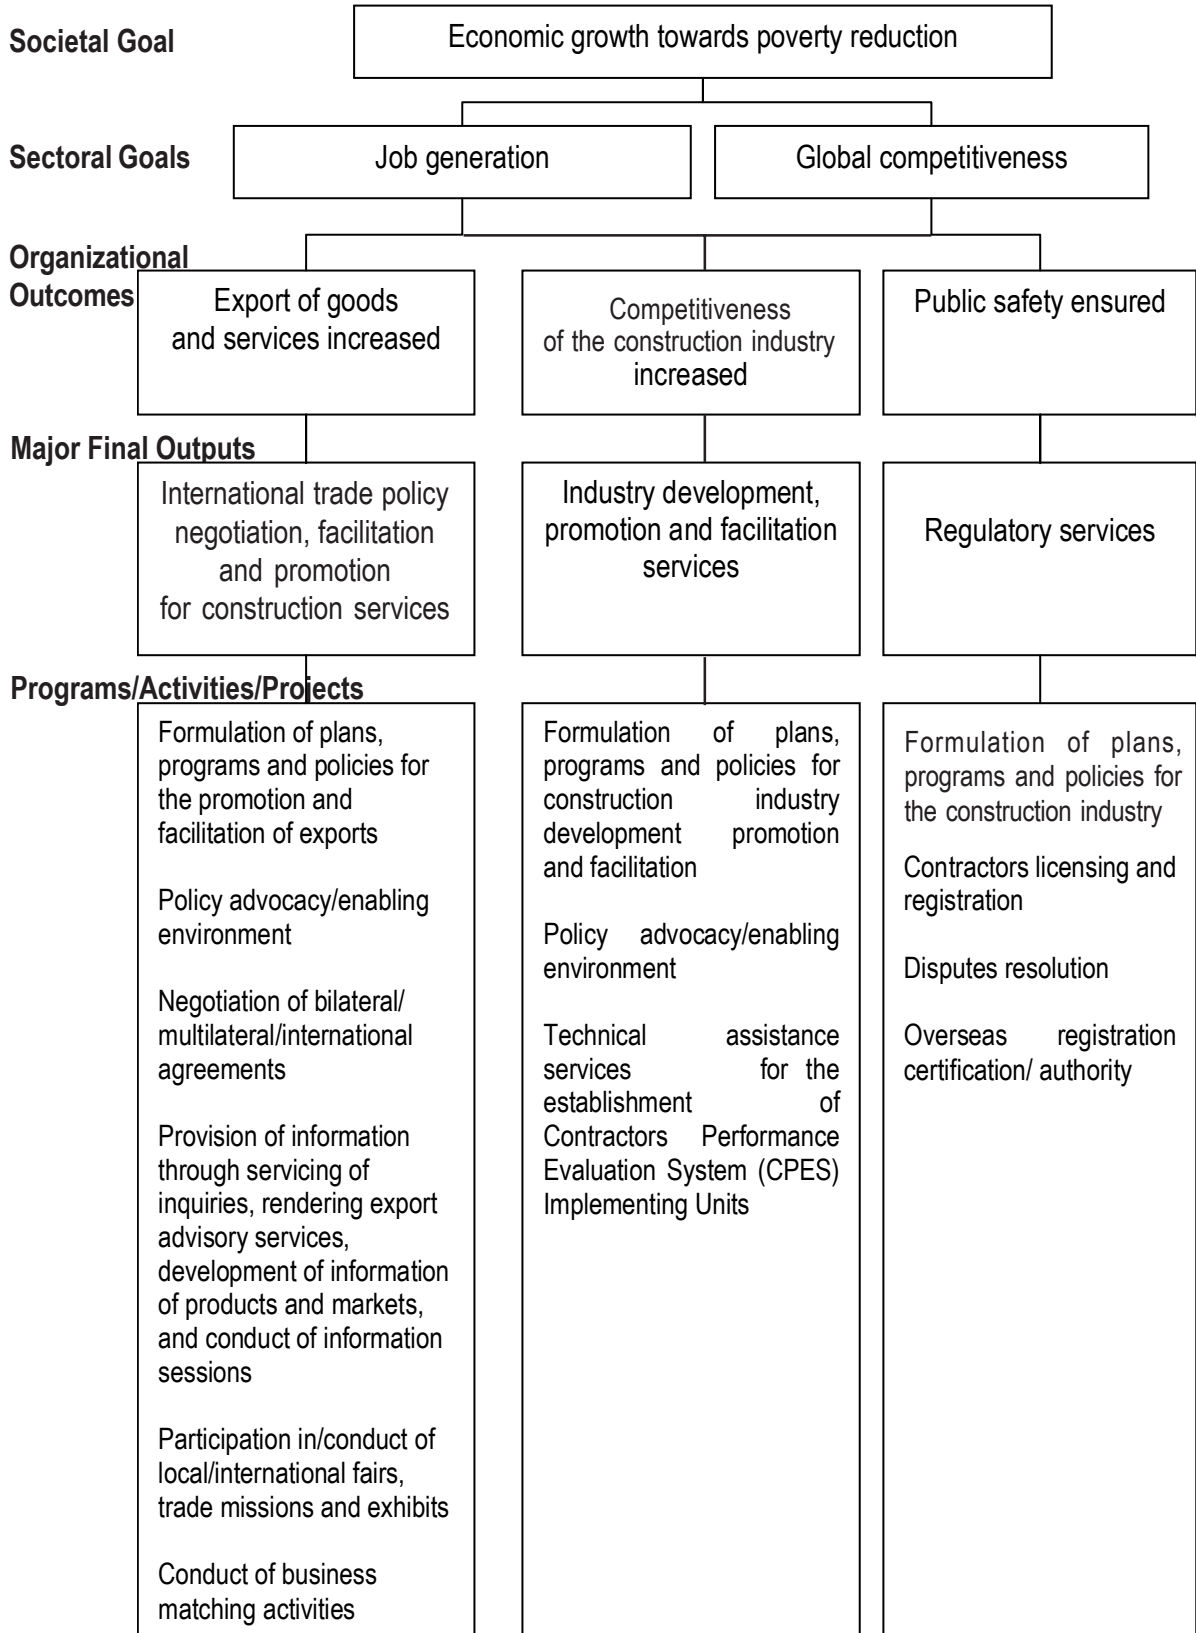 Societal Goal
Economic growth towards poverty reduction
Sectoral Goals
Job generation
Global competitiveness
Organizational
Outcomes
Export of goods
and services increased
Competitiveness
of the construction industry
increased
Public safety ensured
Major Final Outputs
International trade policy
negotiation, facilitation
and promotion
for construction services
Industry development,
promotion and facilitation
services
Regulatory services
Programs/Activities/Projects
Formulation of plans,
programs and policies for
the promotion and
facilitation of exports
Policy advocacy/enabling
environment
Negotiation of bilateral/
multilateral/international
agreements
Provision of information
through servicing of
inquiries, rendering export
advisory services,
development of information
of products and markets,
and conduct of information
sessions
Participation in/conduct of
local/international fairs,
trade missions and exhibits
Conduct of business
matching activities
Formulation of plans,
programs and policies for
construction industry
development promotion
and facilitation
Policy advocacy/enabling
environment
Technical assistance
services for the
establishment of
Contractors Performance
Evaluation System (CPES)
Implementing Units
Formulation of plans,
programs and policies for
the construction industry
Contractors licensing and
registration
Disputes resolution
Overseas registration
certification/ authority